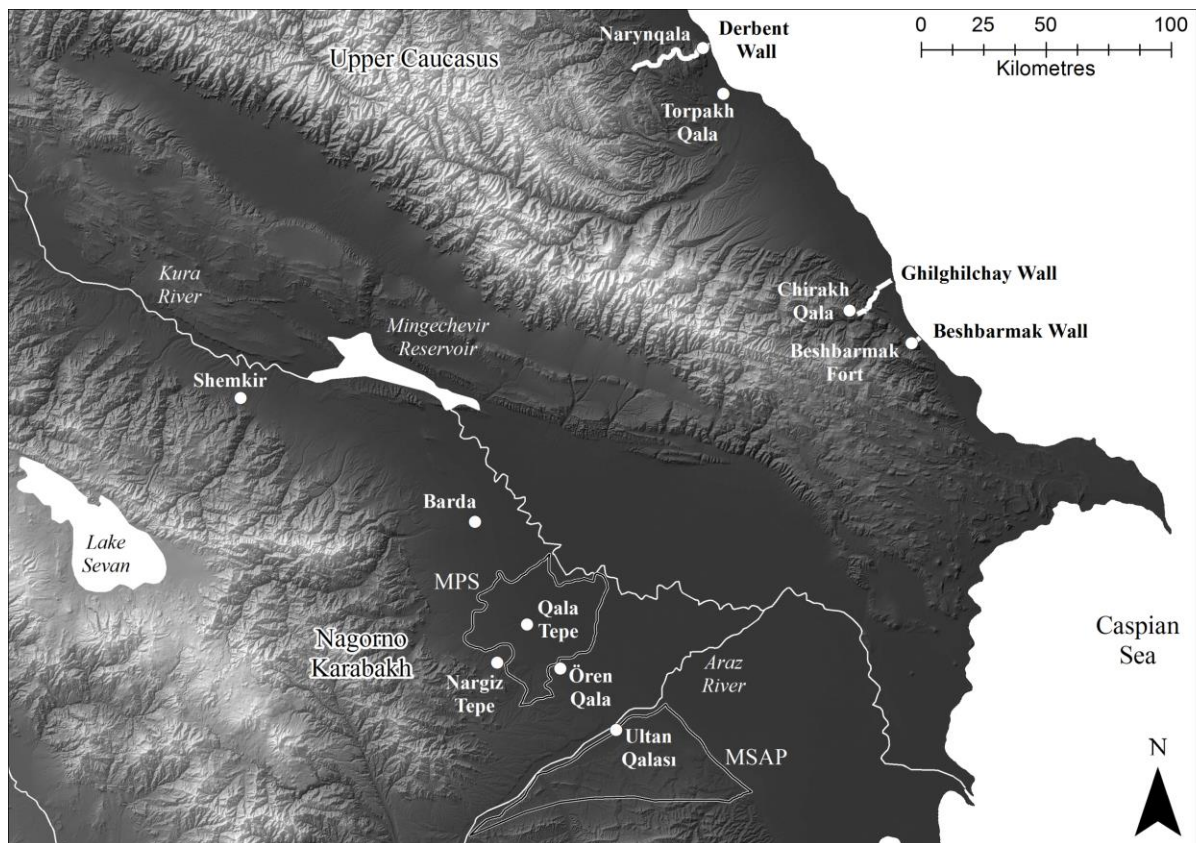 Upper Caucasus
Narynqala
Derbent
Wall
0 25 50 100
Kilometres
Torpakh
Qala
Kura
River
Mingechevir
Reservoir
Shemkir
Chirakh
Qala
Ghilghilchay Wall
Beshbarmak Wall
Beshbarmak
Fort
Barda
Lake
Sevan
MPS
Qala
Tepe
Nagorno
Karabakh
Nargiz
Tepe
Ören
Qala
Araz
River
Caspian
Sea
Ultan
Qalası
MSAP
N